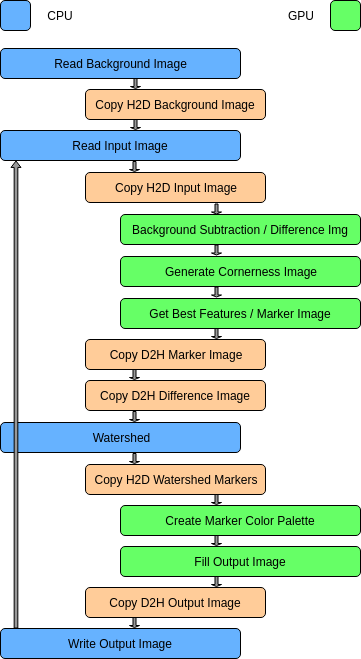 CPU
GPU
Read Background Image
Copy H2D Background Image
Read Input Image
Copy H2D Input Image
Background Subtraction / Difference Img
Generate Cornerness Image
Get Best Features / Marker Image
Copy D2H Marker Image
Copy D2H Difference Image
Watershed
Copy H2D Watershed Markers
Create Marker Color Palette
Fill Output Image
Copy D2H Output Image
Write Output Image